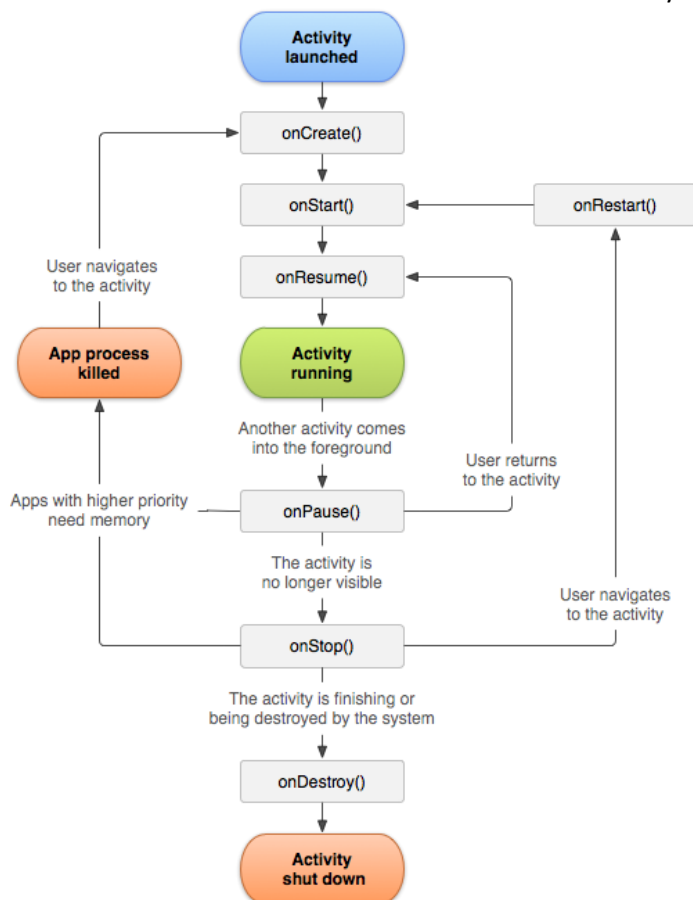 Activity
launched
onCreate()
onStart()
onRestart()
User navigates
to the activity
onResume()
App process
killed
Activity
running
Another activity comes
into the foreground
User returns
to the activity
Apps with higher priority
need memory
onPause()
The activity is
no longer visible
User navigates
to the activity
onStop()
The activity is finishing or
being destroyed by the system
onDestroy()
Activity
shut down